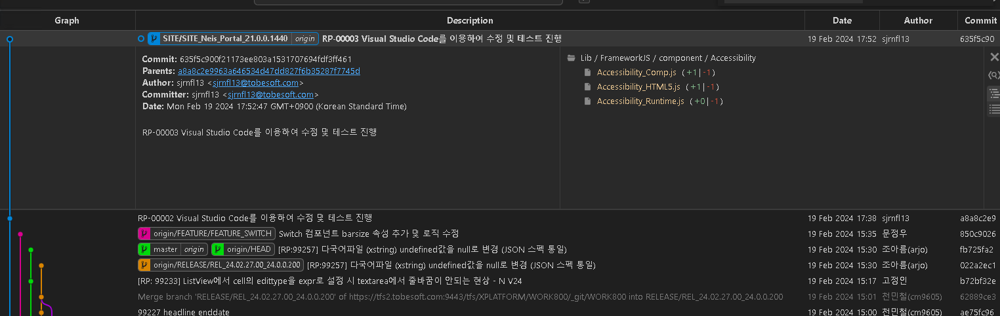 Graph Description Date Author Commit
SITE/SITE_Neis_Portal_21.0.0.1440 origin RP-00003 Visual Studio Code를 이용하여 수정 및 테스트 진행 19 Feb 2024 17:52 sjrnfl13 635f5c90
Commit: 635f5c900f21173ee803a1531707694fdf3ff461
Parents: a8a8c2e9963a646534d47dd827f6b35287f7745d
Author: sjrnfl13 <sjrnfl13@tobesoft.com>
Committer: sjrnfl13 <sjrnfl13@tobesoft.com>
Date: Mon Feb 19 2024 17:52:47 GMT+0900 (Korean Standard Time)
RP-00003 Visual Studio Code를 이용하여 수정 및 테스트 진행
Lib / FrameworkJS / component / Accessibility
Accessibility_Comp.js (+1|-1)
Accessibility_HTML5.js (+1|-1)
Accessibility_Runtime.js (+0|-1)
RP-00002 Visual Studio Code를 이용하여 수정 및 테스트 진행 19 Feb 2024 17:38 sjrnfl13 a8a8c2e9
origin/FEATURE/FEATURE_SWITCH Switch 컴포넌트 barsize 속성 추가 및 로직 수정 19 Feb 2024 15:35 문정우 850c9026
master origin origin/HEAD [RP:99257] 다국어파일 (xstring) undefined값을 null로 변경 (JSON 스펙 통일) 19 Feb 2024 15:30 조아름(arjo) fb725fa2
origin/RELEASE/REL_24.02.27.00_24.0.0.200 [RP:99257] 다국어파일 (xstring) undefined값을 null로 변경 (JSON 스펙 통일) 19 Feb 2024 15:30 조아름(arjo) 022a2ec1
[RP: 99233] ListView에서 cell의 edittype을 expr로 설정 시 textarea에서 줄바꿈이 안되는 현상 - N V24 19 Feb 2024 15:17 고정인 b72bf32e
Merge branch 'RELEASE/REL_24.02.27.00_24.0.0.200' of https://tfs2.tobesoft.com:9443/tfs/XPLATFORM/WORK800/_git/WORK800 into RELEASE/REL_24.02.27.00_24.0.0.200 19 Feb 2024 15:01 천민철(cm9605) 62889ce3
99227 headline enddate 19 Feb 2024 15:00 천민철(cm9605) ae75fc96